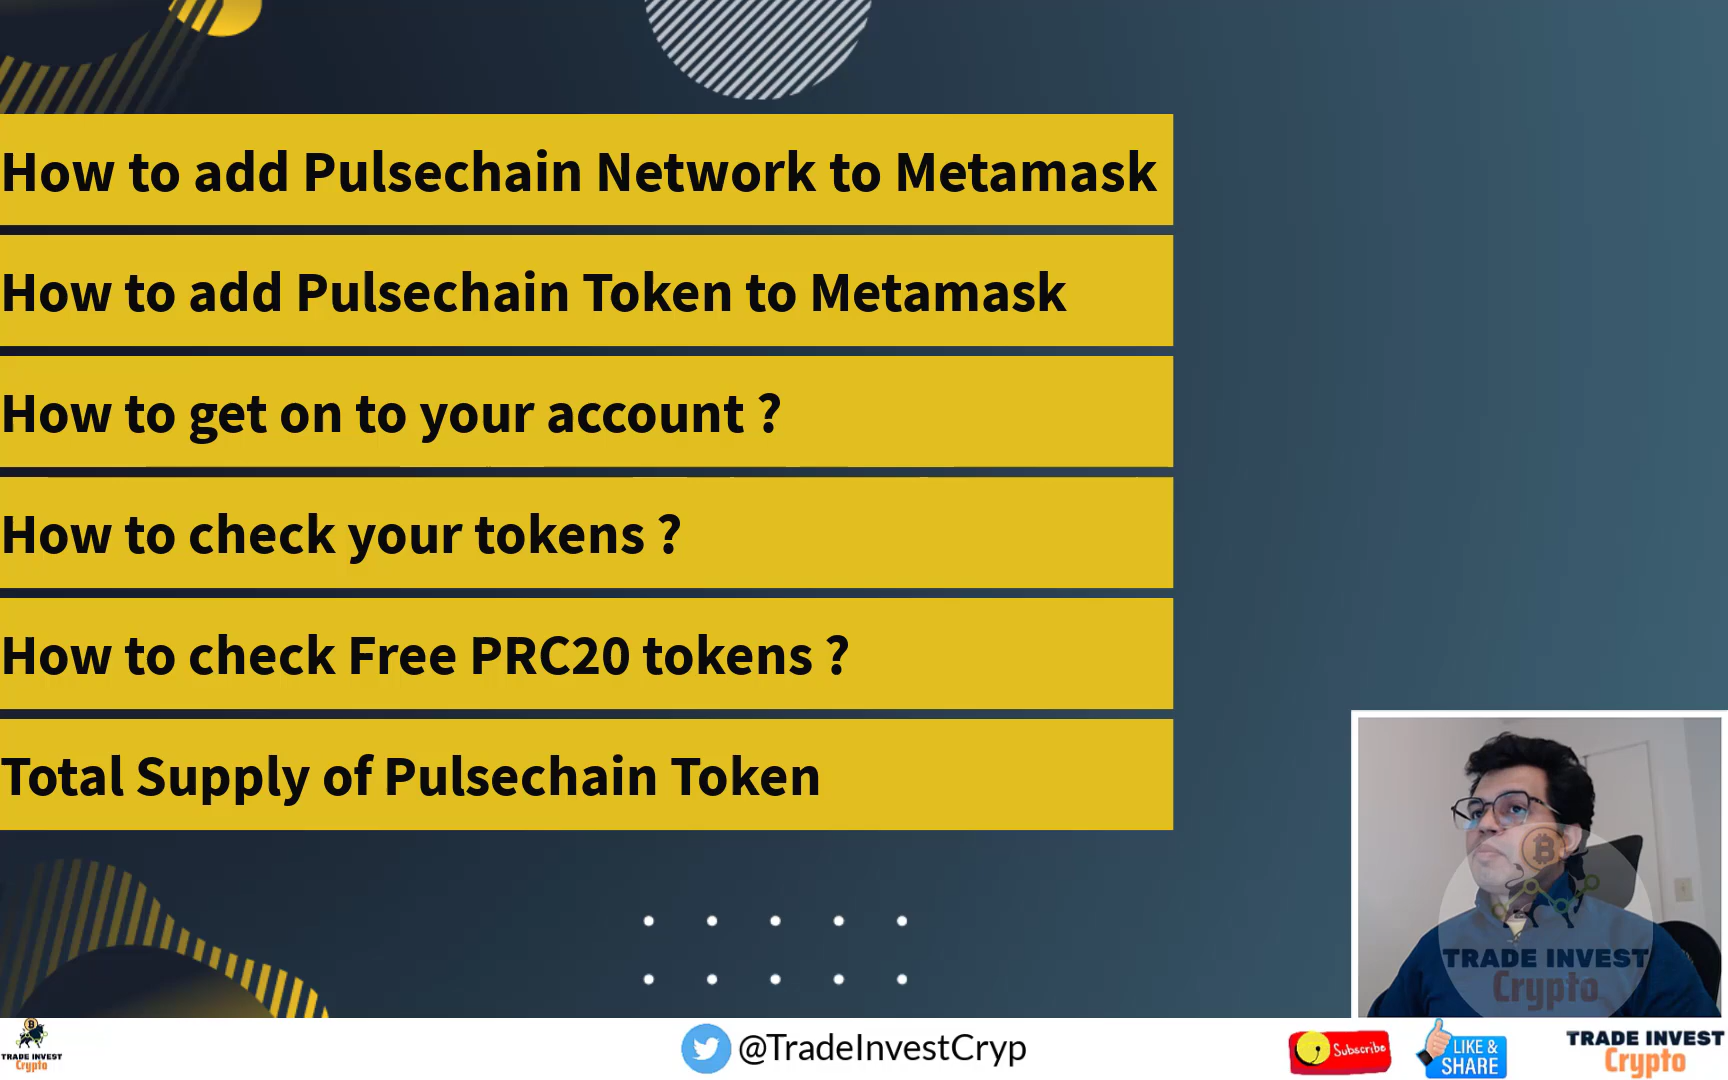 How to add Pulsechain Network to Metamask
How to add Pulsechain Token to Metamask
How to get on to your account ?
How to check your tokens ?
How to check Free PRC20 tokens ?
Total Supply of Pulsechain Token
TRADE INVEST
Crypto
TRADE INVEST
Crypto
@TradeInvestCryp
Subscribe
LIKE &
SHARE
TRADE INVEST
Crypto